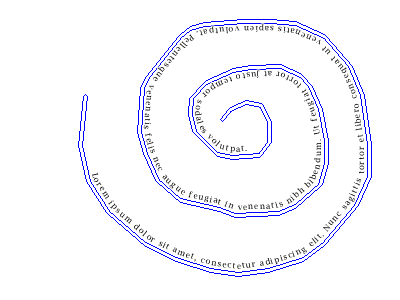 Lorem ipsum dolor sit amet, consectetur adipiscing elit. Nunc sagittis tortor et libero consequat ut venenatis sapien volutpat. Pellentesque venenatis felis nec augue feugiat in venenatis nibh bibendum. Ut feugiat tortor at justo tempor sodales volutpat.